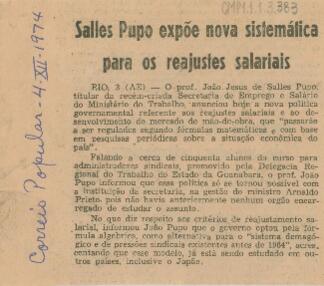 CMP.1.1.3.383
Salles Pupo expõe nova sistemática
para os reajustes salariais
RIO, 3 (AE) — O prof. João Jesus de Salles Pupo,
titular da recém-criada Secretaria de Emprego e Salário
do Ministério do Trabalho, anunciou hoje a nova política
governamental referente aos reajustes salariais e ao de-
senvolvimento do mercado de mão-de-obra, que "passarão
a ser regulados segundo fórmulas matemáticas e com base
em pesquisas periódicas sobre a situação econômica do
país".
Falando a cerca de cinquenta alunos do curso para
administradores sindicais, promovido pela Delegacia Re-
gional do Trabalho do Estado da Guanabara, o prof. João
Pupo informou que essa política só se tornou possível com
a instituição da secretaria, na gestão do ministro Arnaldo
Prieto, pois não havia anteriormente nenhum órgão encar-
regado de estudar o assunto.
No que diz respeito aos critérios de reajustamento sa-
larial, informou João Pupo que o governo optou pela fór-
mula algébrica, como alternativa para o "sistema demagó-
gico e de pressões sindicais existentes antes de 1964", acres-
centando que esse modelo, já está sendo estudado em
outros países, inclusive o Japão.
Correio Popular - 4-XII-1974